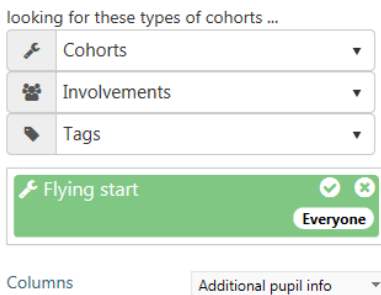 looking for these types of cohorts ...
Cohorts
Involvements
Tags
Flying start
Everyone
Columns Additional pupil info